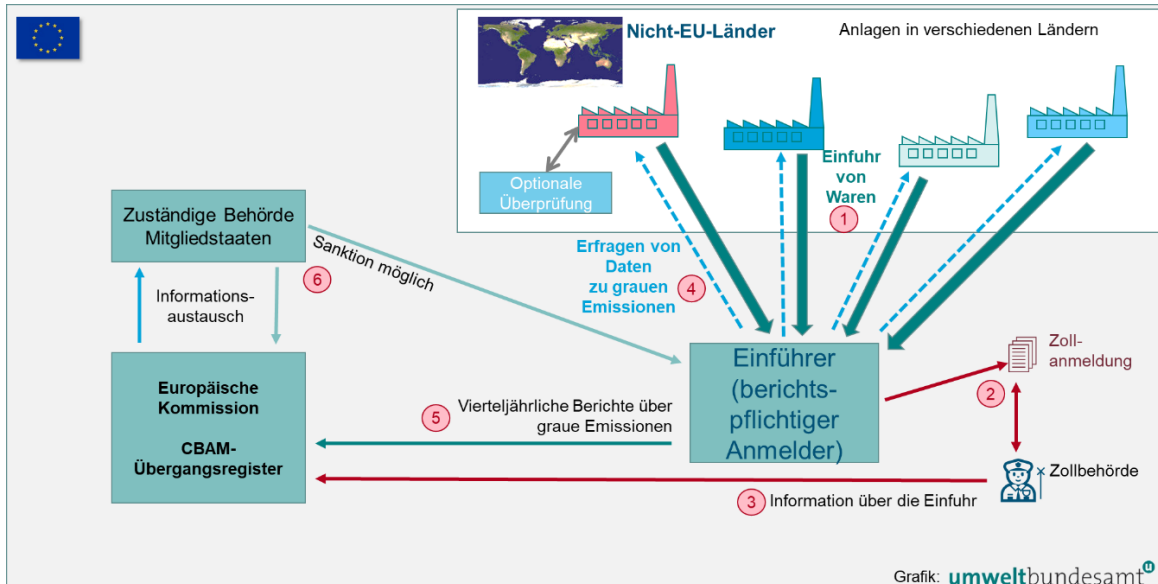 Nicht-EU-Länder
Anlagen in verschiedenen Ländern
Optionale
Überprüfung
Einfuhr
von
Waren
1
Zuständige Behörde
Mitgliedstaaten
Sanktion möglich
6
Informations-
austausch
Erfragen von
Daten
zu grauen
Emissionen
4
Europäische
Kommission
CBAM-
Übergangsregister
Einführer
(berichts-
pflichtiger
Anmelder)
Zoll-
anmeldung
2
5
Vierteljährliche Berichte über
graue Emissionen
Zollbehörde
3
Information über die Einfuhr
Grafik: umweltbundesamt u